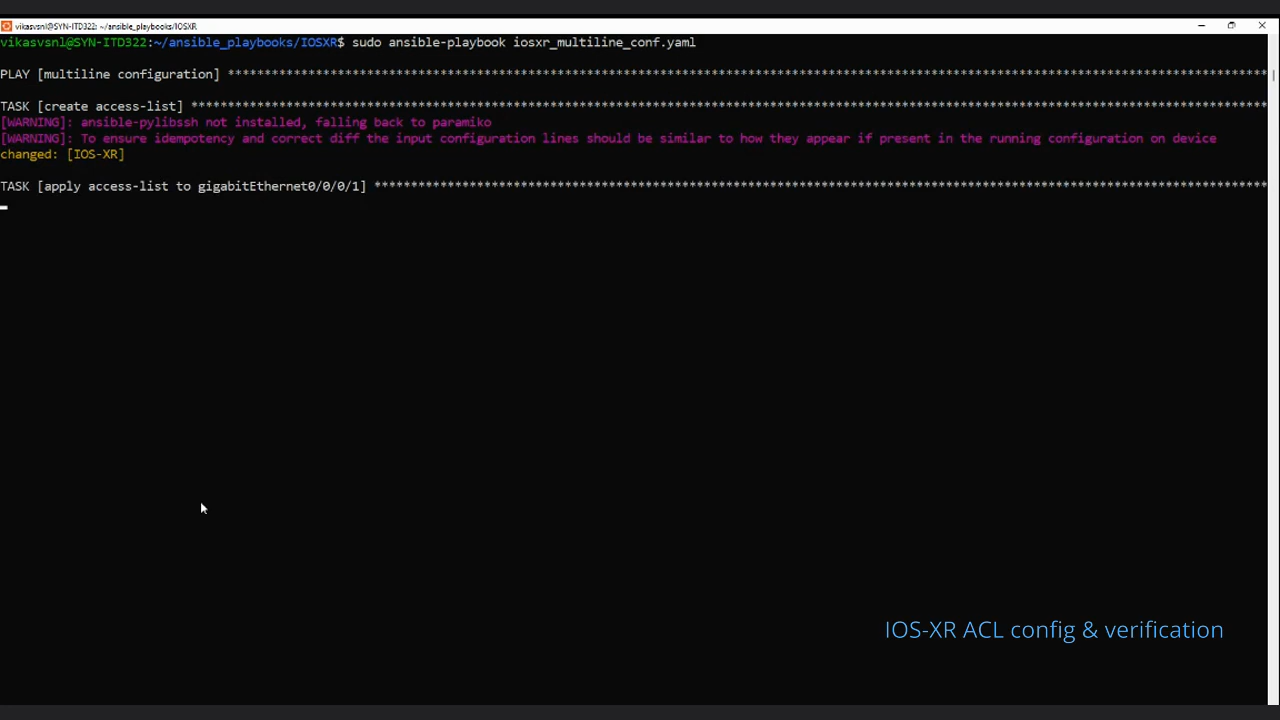 vikasvsnl@SYN-ITD322: ~/ansible_playbooks/IOSXR
vikasvsnl@SYN-ITD322:~/ansible_playbooks/IOSXR$ sudo ansible-playbook iosxr_multiline_conf.yaml
PLAY [multiline configuration] **********************************************************************************************************************************************
TASK [create access-list] ***************************************************************************************************************************************************
[WARNING]: ansible-pylibssh not installed, falling back to paramiko
[WARNING]: To ensure idempotency and correct diff the input configuration lines should be similar to how they appear if present in the running configuration on device
changed: [IOS-XR]
TASK [apply access-list to gigabitEthernet0/0/0/1] **************************************************************************************************************************
IOS-XR ACL config & verification